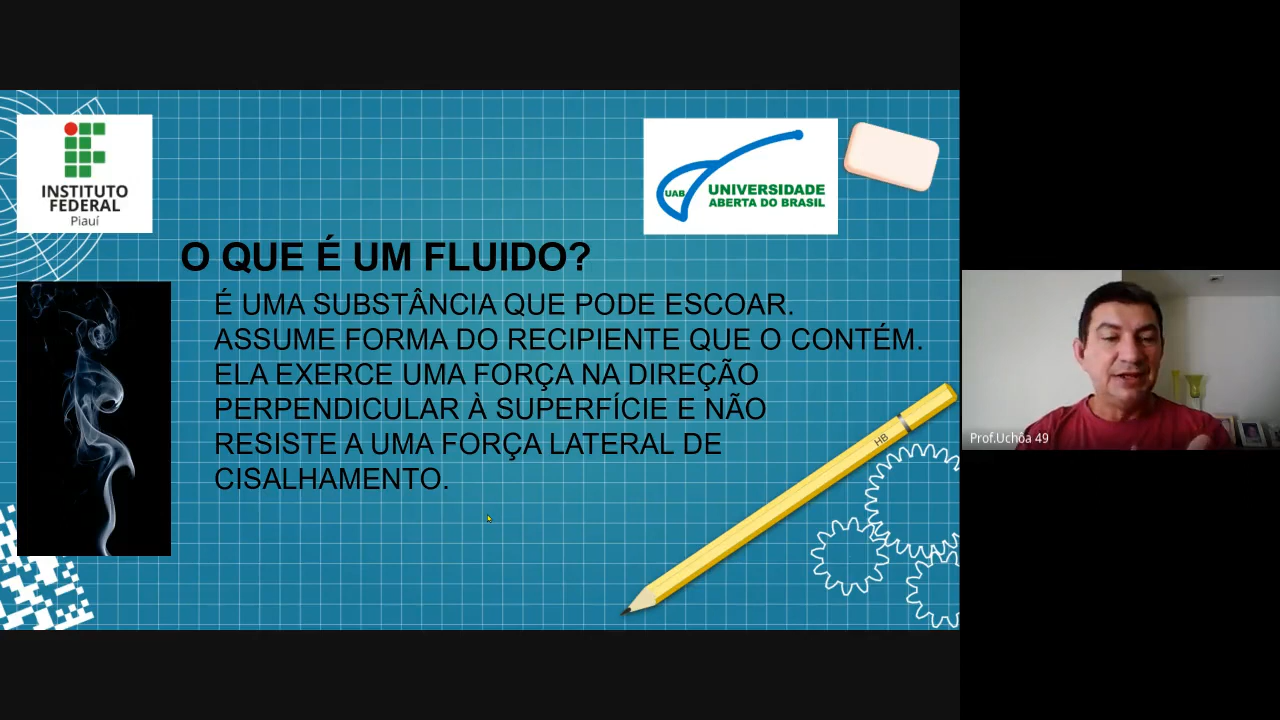 INSTITUTO
FEDERAL
Piauí
UAB
UNIVERSIDADE
ABERTA DO BRASIL
O QUE É UM FLUIDO?
É UMA SUBSTÂNCIA QUE PODE ESCOAR.
ASSUME FORMA DO RECIPIENTE QUE O CONTÉM.
ELA EXERCE UMA FORÇA NA DIREÇÃO
PERPENDICULAR À SUPERFÍCIE E NÃO
RESISTE A UMA FORÇA LATERAL DE
CISALHAMENTO.
HB
Prof.Uchôa 49